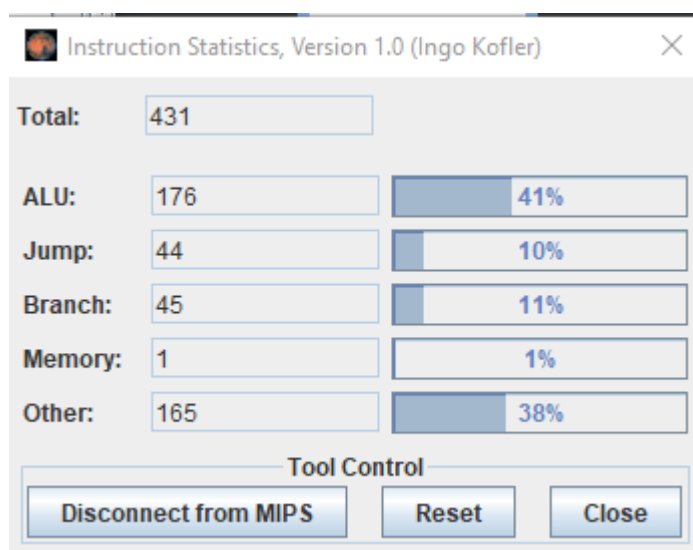 Instruction Statistics, Version 1.0 (Ingo Kofler)
Total: 431
ALU: 176 41%
Jump: 44 10%
Branch: 45 11%
Memory: 1 1%
Other: 165 38%
Tool Control
Disconnect from MIPS Reset Close